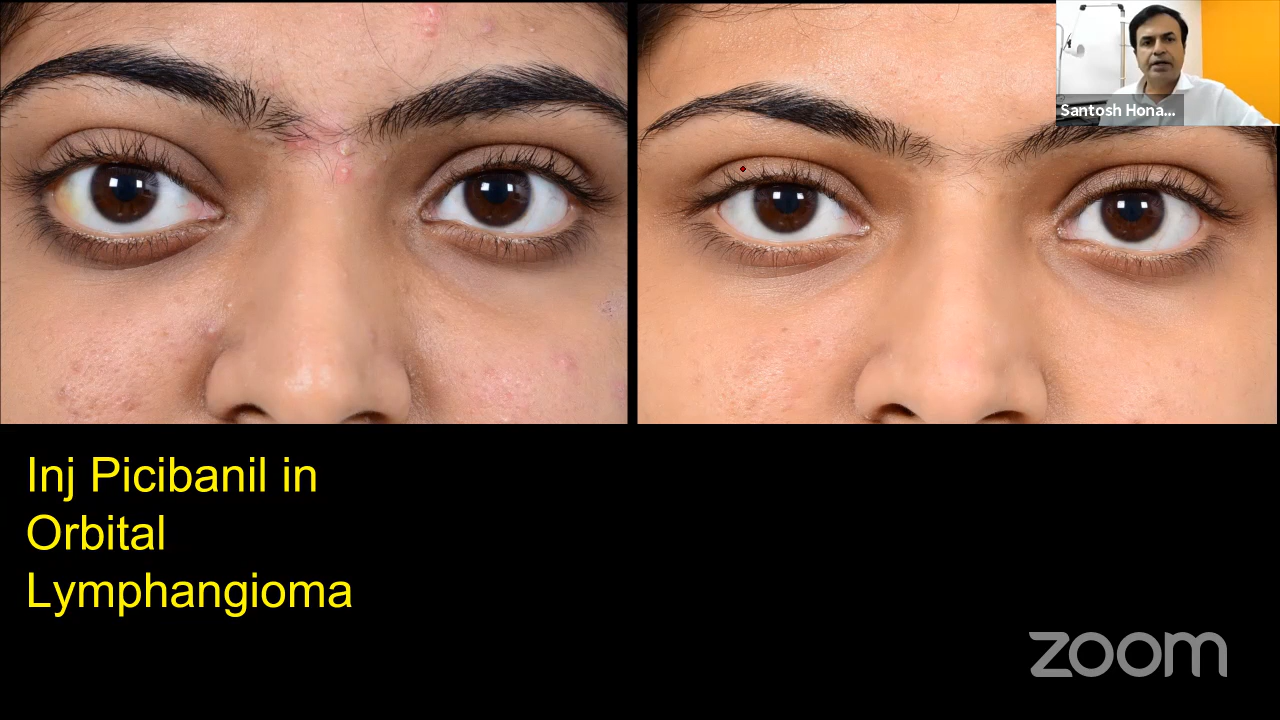 Santosh Hona...
Inj Picibanil in
Orbital
Lymphangioma
zoom